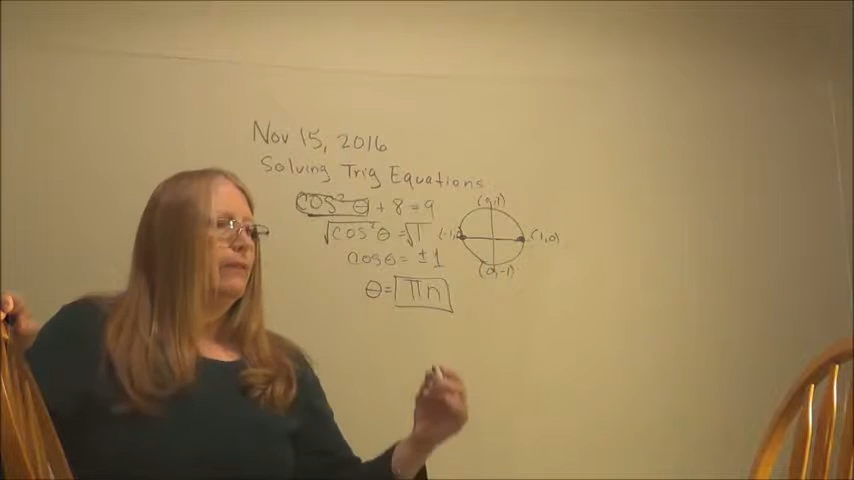 Nov 15, 2016
Solving Trig Equations
cos²θ + 8 = 9
√cos²θ = √1
cosθ = ±1
θ = πn
(0,1)
(-1,0)
(1,0)
(0,-1)